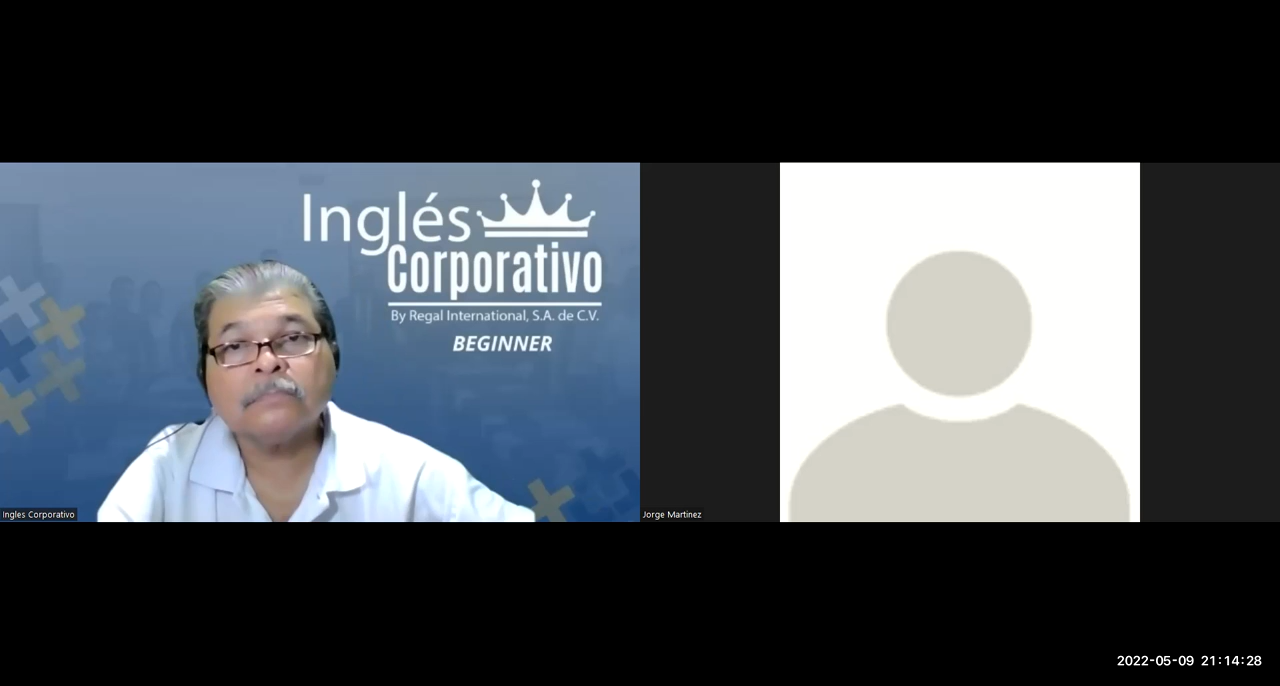 Inglés
Corporativo
By Regal International, S.A. de C.V.
BEGINNER
Ingles Corporativo
Jorge Martinez
2022-05-09 21:14:28